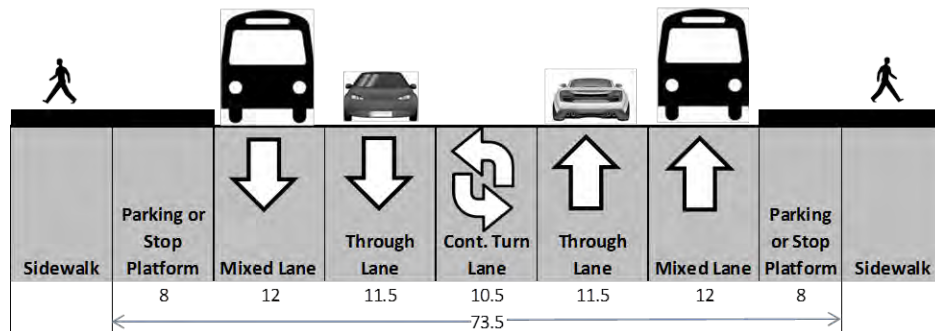 Sidewalk
Parking or
Stop
Platform
Mixed Lane
Through
Lane
Cont. Turn
Lane
Through
Lane
Mixed Lane
Parking
or Stop
Platform
Sidewalk
8 12 11.5 10.5 11.5 12 8
73.5